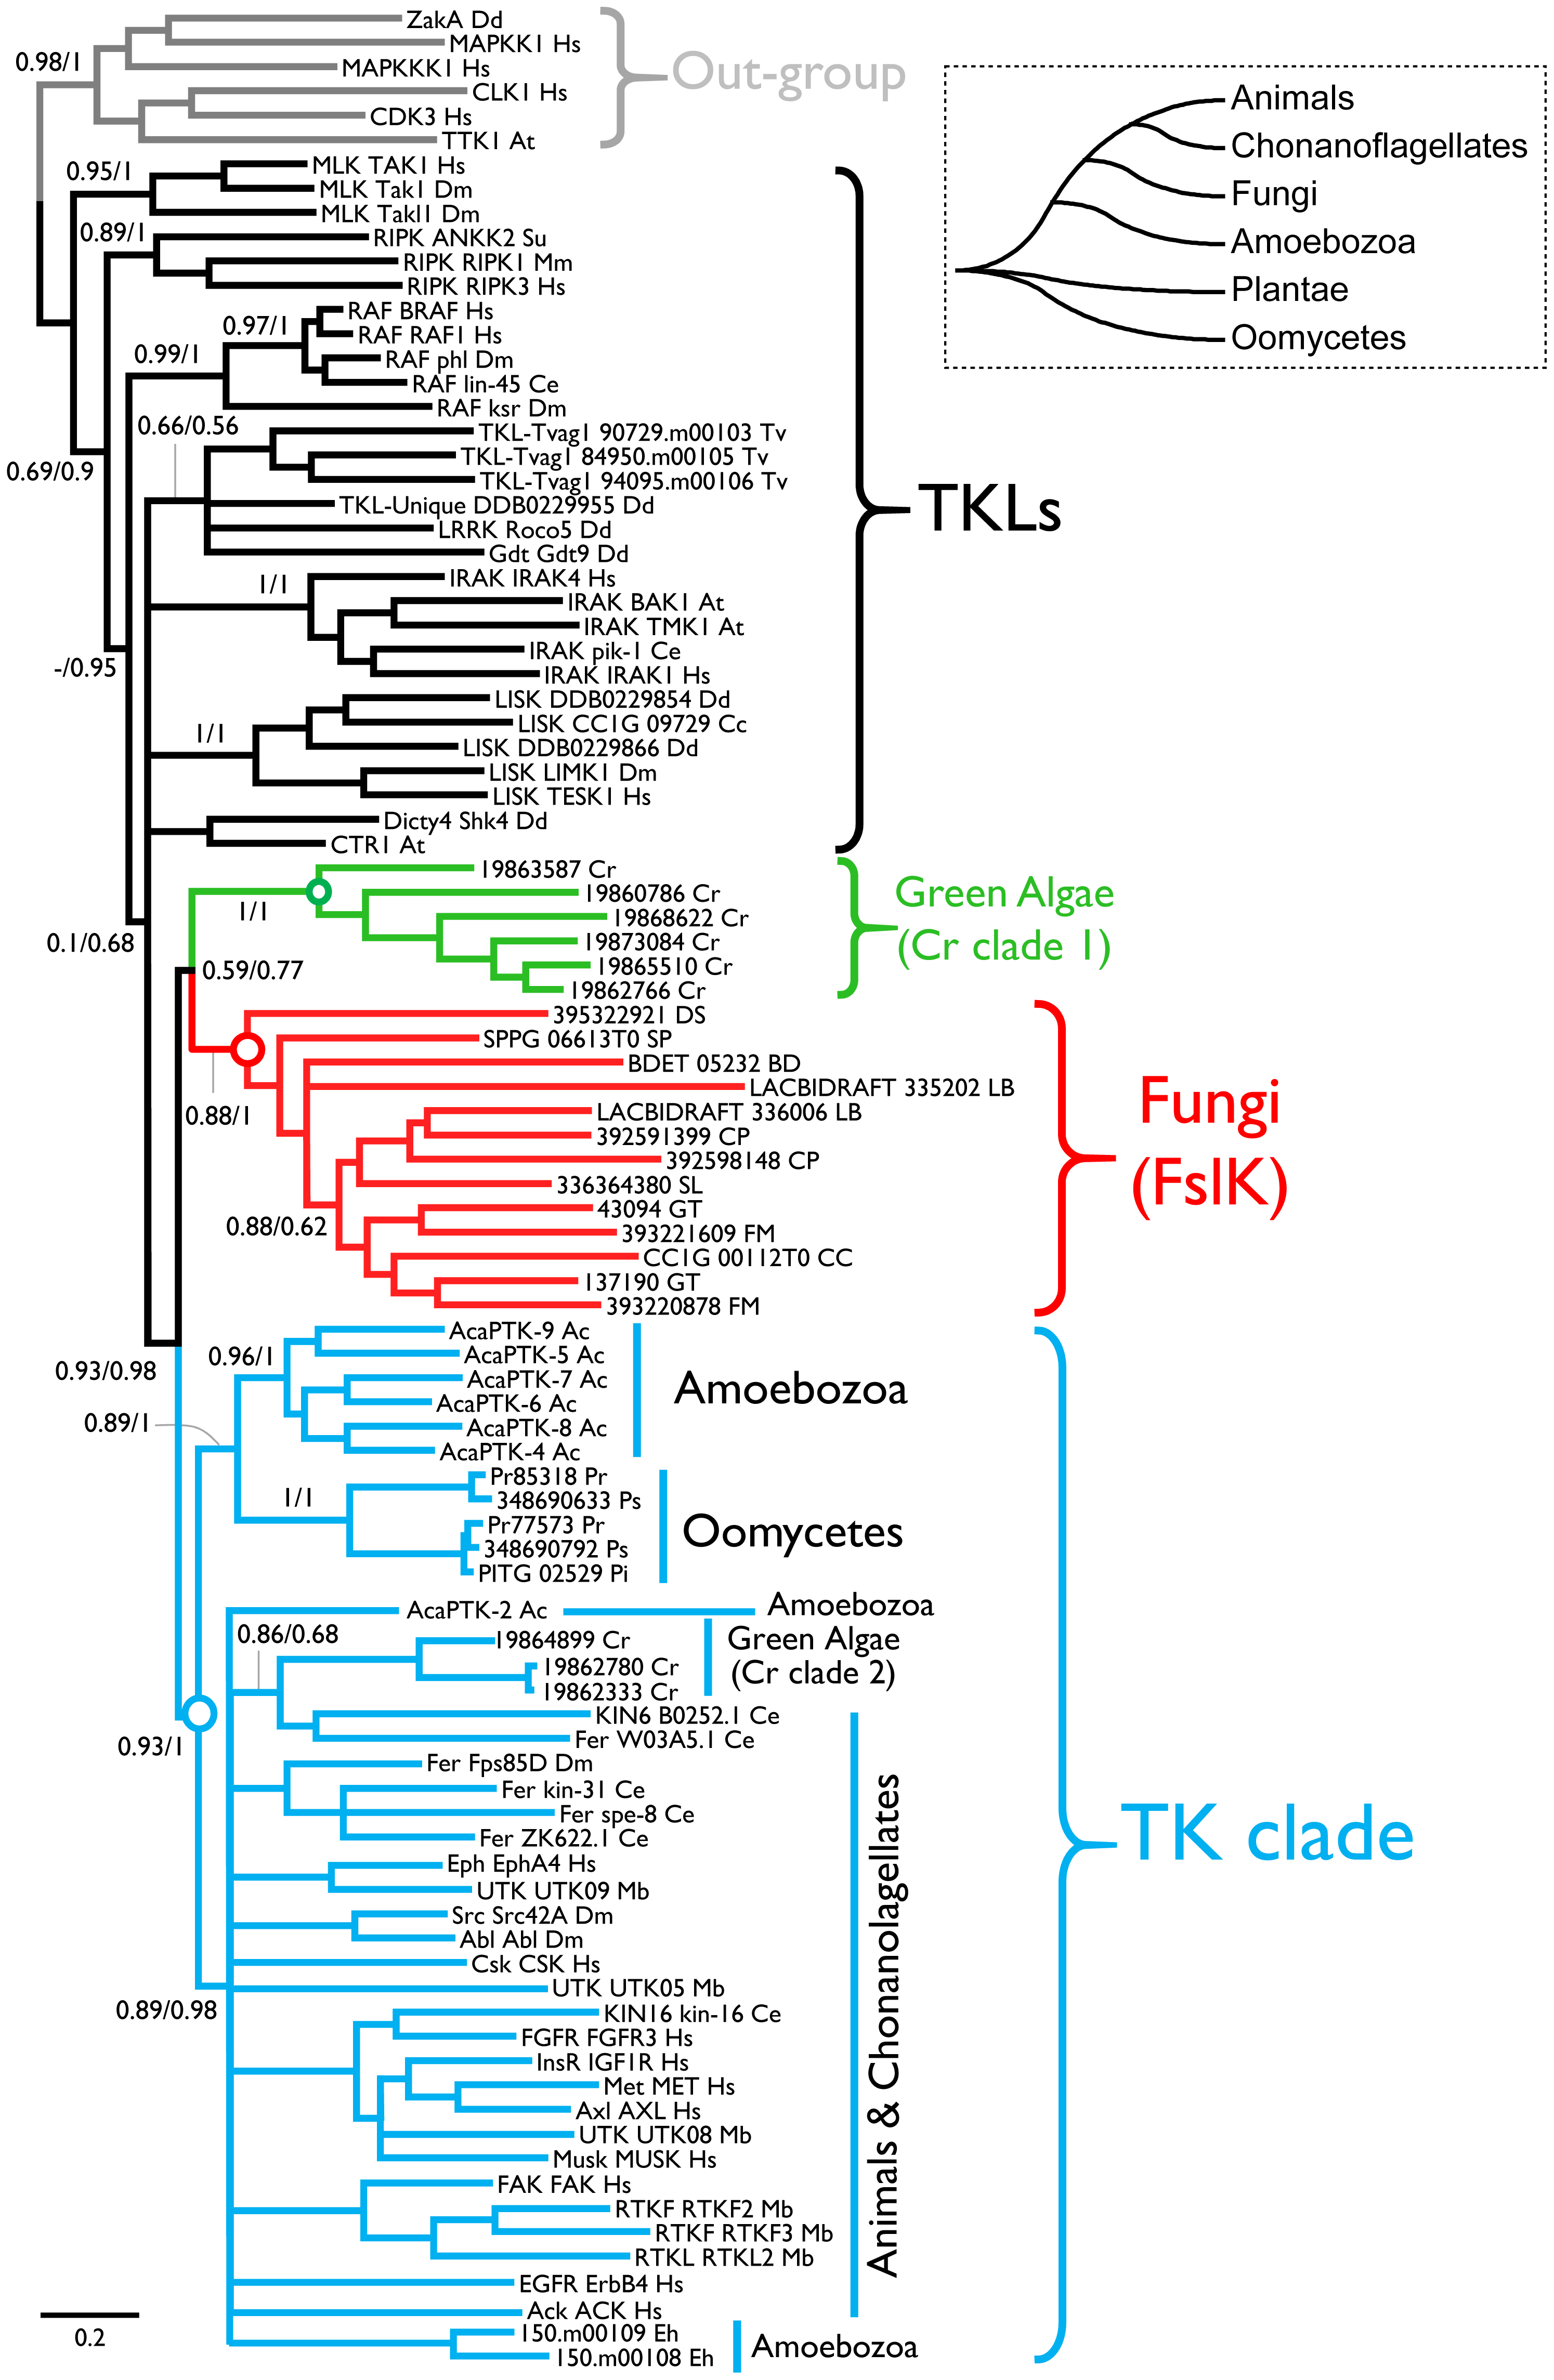 ZakA Dd
MAPKK1 Hs
0.98/1
MAPKKK1 Hs
Out-group
CLK1 Hs
CDK3 Hs
TTK1 At
Animals
Chonanoflagellates
Fungi
Amoebozoa
Plantae
Oomycetes
MLK TAK1 Hs
0.95/1
MLK Tak1 Dm
MLK Takl1 Dm
0.89/1
RIPK ANKK2 Su
RIPK RIPK1 Mm
RIPK RIPK3 Hs
RAF BRAF Hs
0.97/1
RAF RAF1 Hs
0.99/1
RAF phl Dm
RAF lin-45 Ce
RAF ksr Dm
0.66/0.56
TKL-Tvag1 90729.m00103 Tv
TKL-Tvag1 84950.m00105 Tv
0.69/0.9
TKL-Tvag1 94095.m00106 Tv
TKL-Unique DDB0229955 Dd
TKLs
LRRK Roco5 Dd
Gdt Gdt9 Dd
1/1
IRAK IRAK4 Hs
IRAK BAK1 At
IRAK TMK1 At
IRAK pik-1 Ce
-/0.95
IRAK IRAK1 Hs
LISK DDB0229854 Dd
LISK CC1G 09729 Cc
1/1
LISK DDB0229866 Dd
LISK LIMK1 Dm
LISK TESK1 Hs
Dicty4 Shk4 Dd
CTR1 At
19863587 Cr
19860786 Cr
1/1
19868622 Cr
0.1/0.68
19873084 Cr
19865510 Cr
19862766 Cr
Green Algae
(Cr clade 1)
0.59/0.77
395322921 DS
SPPG 06613T0 SP
BDET 05232 BD
LACBIDRAFT 335202 LB
0.88/1
LACBIDRAFT 336006 LB
392591399 CP
392598148 CP
336364380 SL
43094 GT
0.88/0.62
393221609 FM
CC1G 00112T0 CC
137190 GT
393220878 FM
Fungi
(FslK)
AcaPTK-9 Ac
0.96/1
AcaPTK-5 Ac
0.93/0.98
AcaPTK-7 Ac
AcaPTK-6 Ac
0.89/1
AcaPTK-8 Ac
AcaPTK-4 Ac
Amoebozoa
Pr85318 Pr
1/1
348690633 Ps
Pr77573 Pr
348690792 Ps
PITG 02529 Pi
Oomycetes
AcaPTK-2 Ac
Amoebozoa
0.86/0.68
19864899 Cr
19862780 Cr
19862333 Cr
Green Algae
(Cr clade 2)
KIN6 B0252.1 Ce
Fer W03A5.1 Ce
0.93/1
Fer Fps85D Dm
Fer kin-31 Ce
Fer spe-8 Ce
Fer ZK622.1 Ce
TK clade
Eph EphA4 Hs
UTK UTK09 Mb
Src Src42A Dm
Abl Abl Dm
Csk CSK Hs
UTK UTK05 Mb
0.89/0.98
KIN16 kin-16 Ce
FGFR FGFR3 Hs
InsR IGF1R Hs
Met MET Hs
Axl AXL Hs
UTK UTK08 Mb
Musk MUSK Hs
FAK FAK Hs
RTKF RTKF2 Mb
RTKF RTKF3 Mb
RTKL RTKL2 Mb
EGFR ErbB4 Hs
Ack ACK Hs
Animals & Chonanolagellates
150.m00109 Eh
150.m00108 Eh
Amoebozoa
0.2